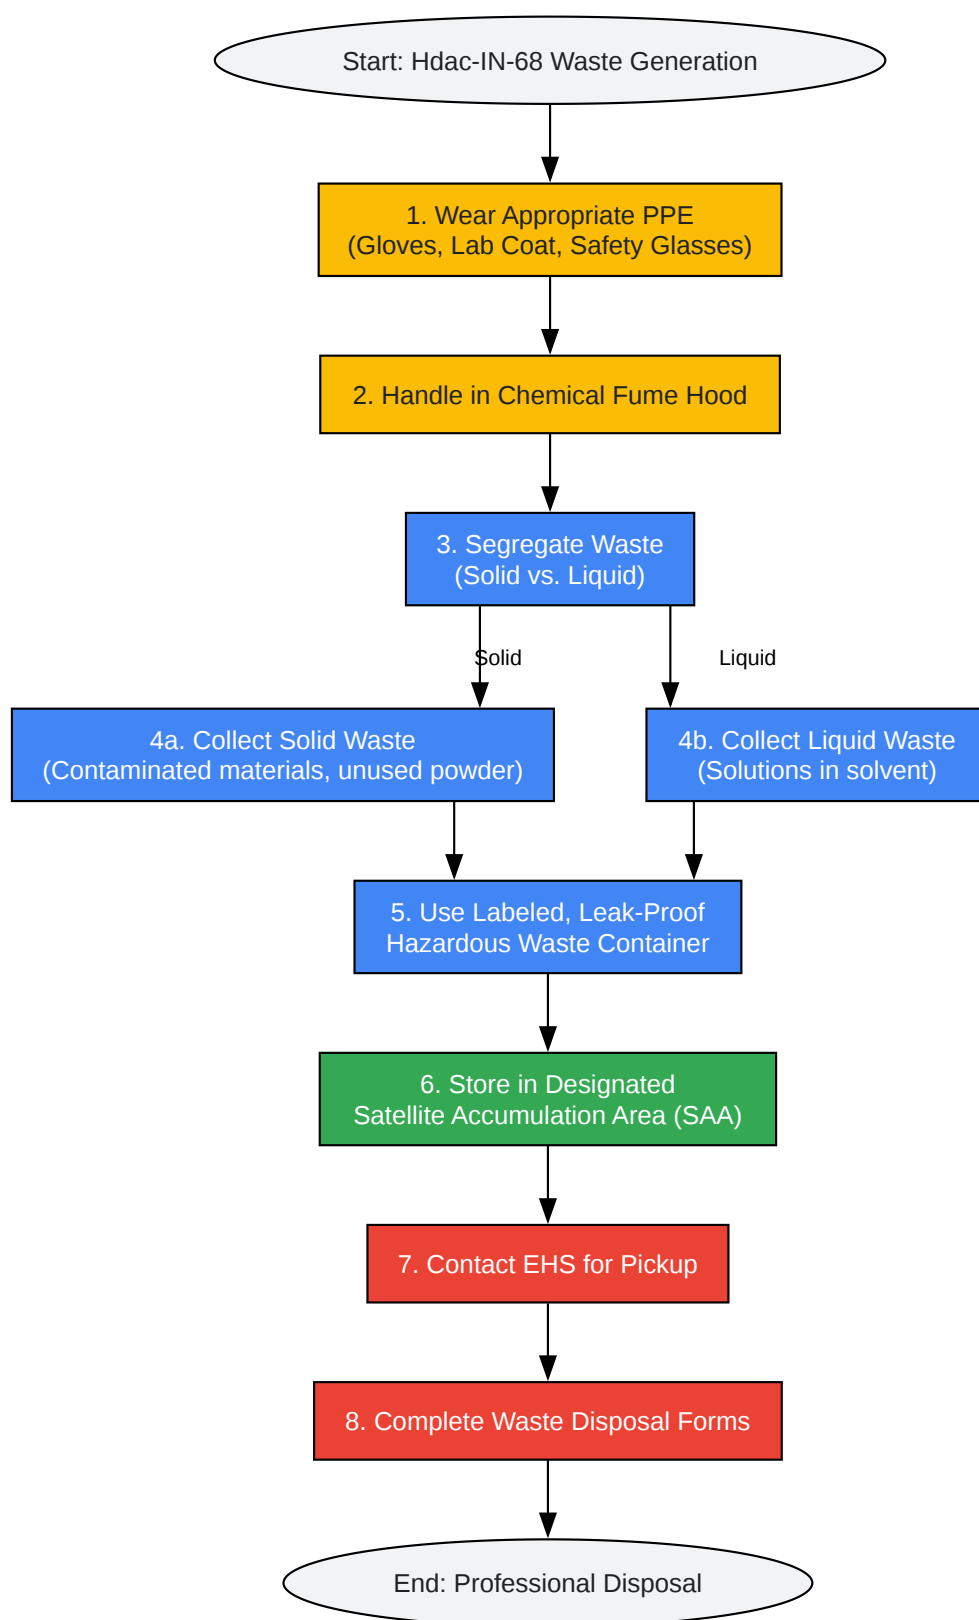 Start: Hdac-IN-68 Waste Generation
1. Wear Appropriate PPE
(Gloves, Lab Coat, Safety Glasses)
2. Handle in Chemical Fume Hood
3. Segregate Waste
(Solid vs. Liquid)
Solid
Liquid
4a. Collect Solid Waste
(Contaminated materials, unused powder)
4b. Collect Liquid Waste
(Solutions in solvent)
5. Use Labeled, Leak-Proof
Hazardous Waste Container
6. Store in Designated
Satellite Accumulation Area (SAA)
7. Contact EHS for Pickup
8. Complete Waste Disposal Forms
End: Professional Disposal